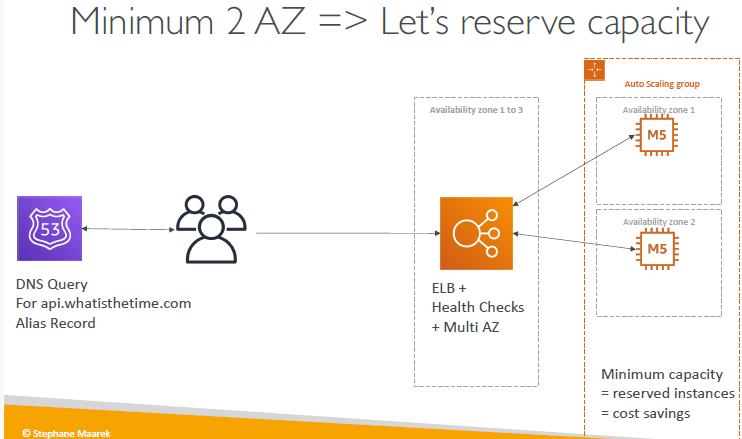 Minimum 2 AZ => Let's reserve capacity
Auto Scaling group
Availability zone 1 to 3
Availability zone 1
M5
53
Availability zone 2
M5
DNS Query
For api.whatisthetime.com
Alias Record
ELB +
Health Checks
+ Multi AZ
Minimum capacity
= reserved instances
= cost savings
© Stephane Maarek